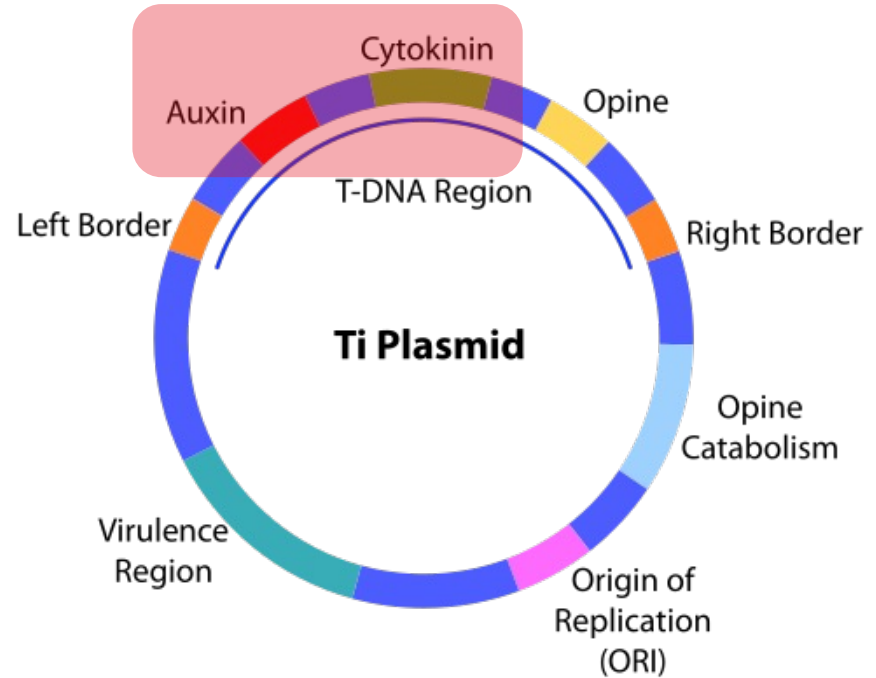 Cytokinin
Auxin
Opine
T-DNA Region
Left Border
Right Border
Ti Plasmid
Opine
Catabolism
Virulence
Region
Origin of
Replication
(ORI)